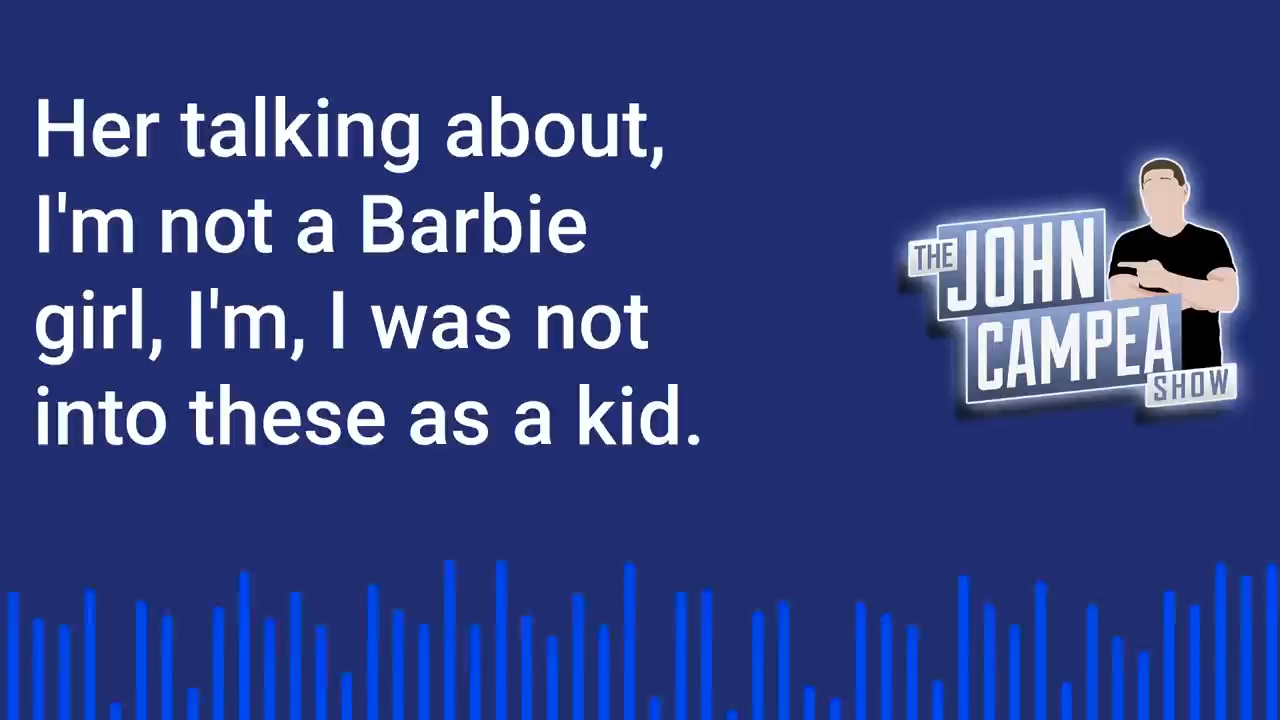 Her talking about,
I'm not a Barbie
girl, I'm, I was not
into these as a kid.
THE
JOHN
CAMPEA
SHOW